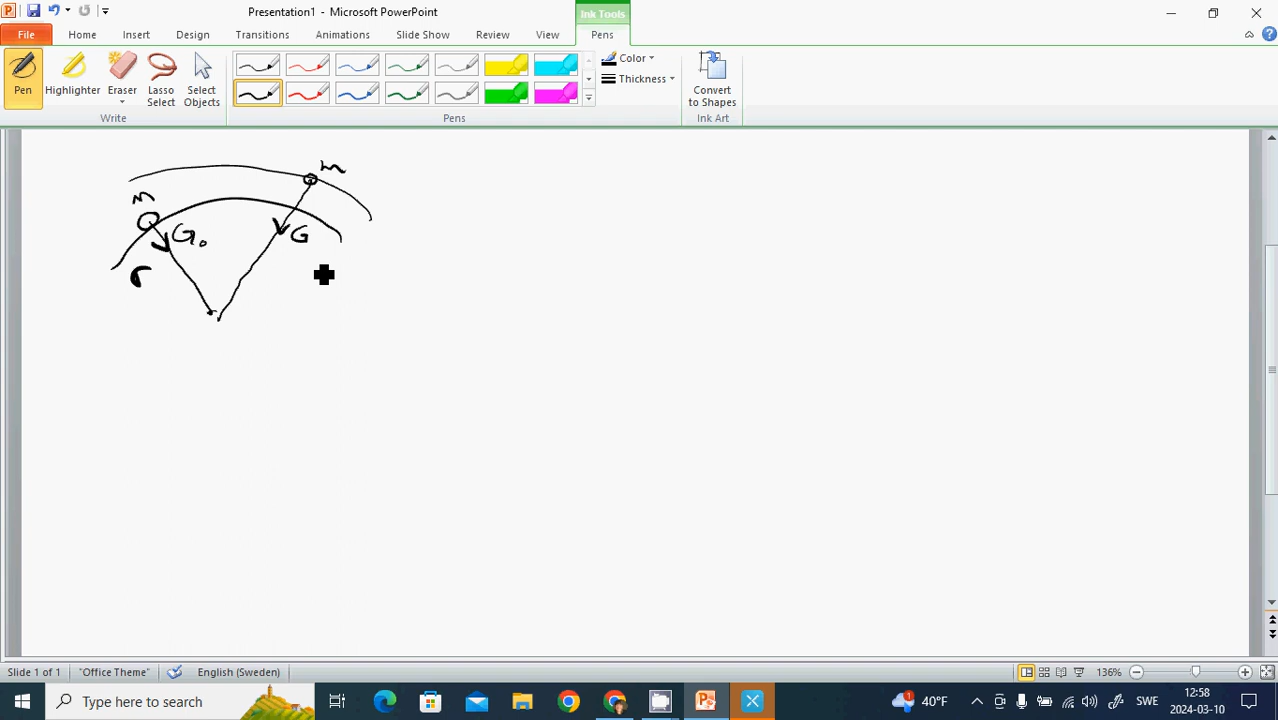 Presentation1 - Microsoft PowerPoint
Ink Tools
File
Home
Insert
Design
Transitions
Animations
Slide Show
Review
View
Pens
Pen
Highlighter
Eraser
Lasso
Select
Select
Objects
Color
Thickness
Convert
to Shapes
Write
Pens
Ink Art
m
m
G₀
G
r
Slide 1 of 1
"Office Theme"
English (Sweden)
136%
Type here to search
1
40°F
SWE
12:58
2024-03-10